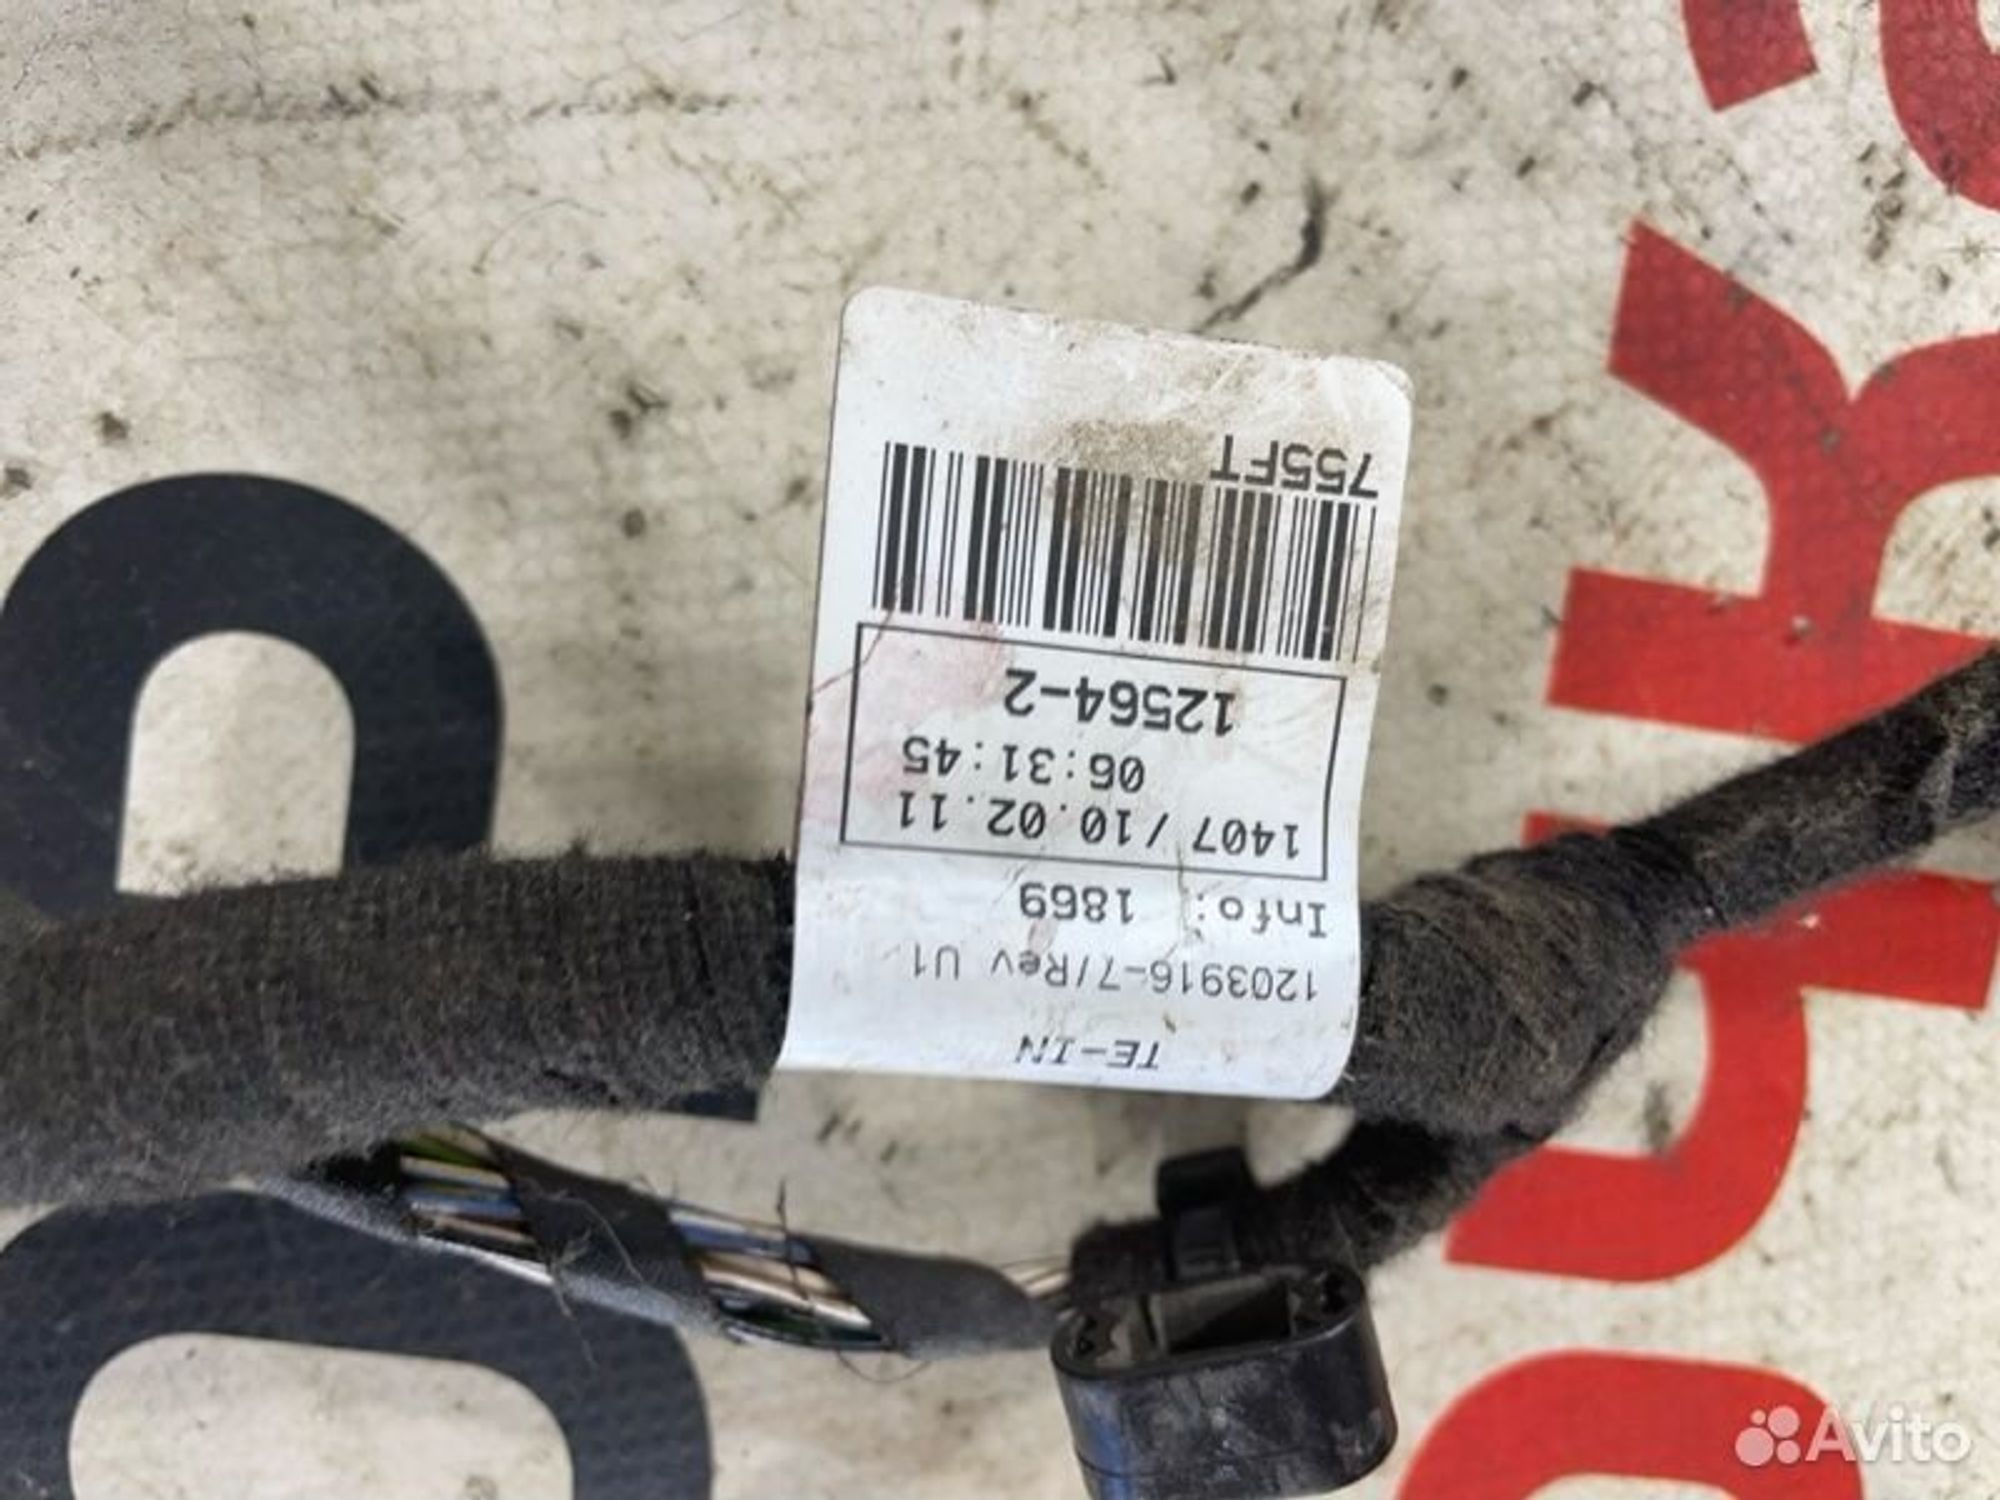 TE-IN
1203916-7/Rev U1
Info: 1869
1407 /10.02.11
06:31:45
12564-2
755FT
Avito